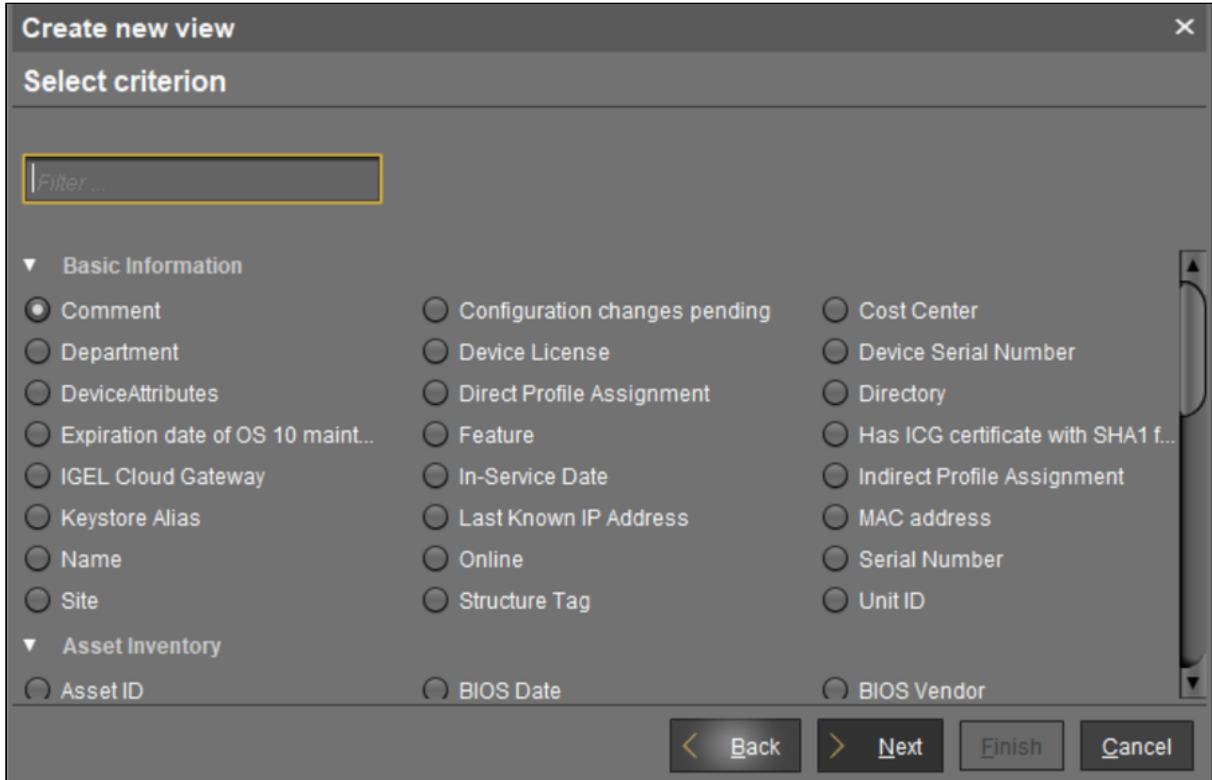 Create new view
Select criterion
Filter ...
Basic Information
Comment Configuration changes pending Cost Center
Department Device License Device Serial Number
DeviceAttributes Direct Profile Assignment Directory
Expiration date of OS 10 maint... Feature Has ICG certificate with SHA1 f...
IGEL Cloud Gateway In-Service Date Indirect Profile Assignment
Keystore Alias Last Known IP Address MAC address
Name Online Serial Number
Site Structure Tag Unit ID
Asset Inventory
Asset ID BIOS Date BIOS Vendor
Back Next Finish Cancel